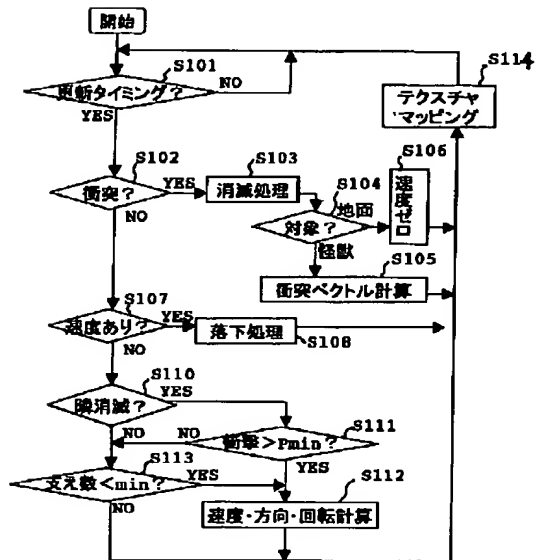 開始
S101
更新タイミング?
NO
YES
S114
テクスチャ
マッピング
S102
衝突?
YES
NO
S103
消滅処理
S104
対象?
地面
怪獣
S106
速度ゼロ
S105
衝突ベクトル計算
S107
速度あり?
YES
NO
落下処理
S108
S110
隣消滅?
YES
NO
S111
衝撃>Pmin?
NO
YES
S113
支え数<min?
YES
NO
S112
速度・方向・回転計算